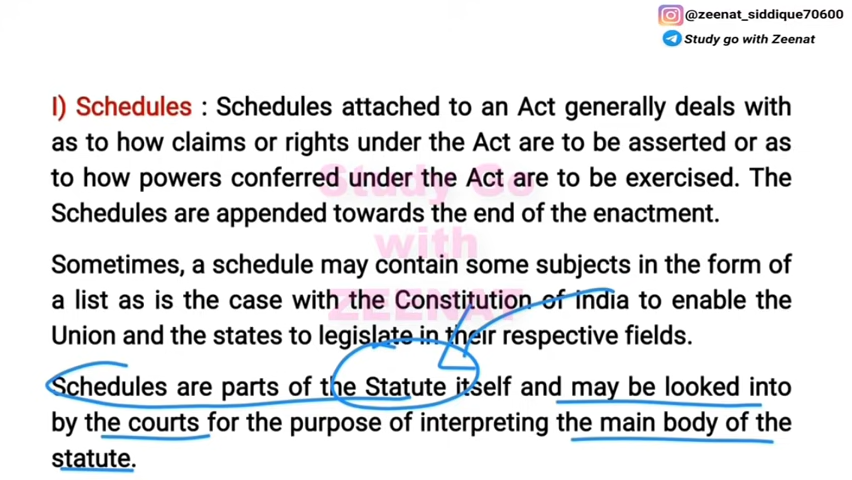 @zeenat_siddique70600
Study go with Zeenat
I) Schedules : Schedules attached to an Act generally deals with
as to how claims or rights under the Act are to be asserted or as
to how powers conferred under the Act are to be exercised. The
Schedules are appended towards the end of the enactment.
Study Go
with
ZEENAT
Sometimes, a schedule may contain some subjects in the form of
a list as is the case with the Constitution of India to enable the
Union and the states to legislate in their respective fields.
Schedules are parts of the Statute itself and may be looked into
by the courts for the purpose of interpreting the main body of the
statute.